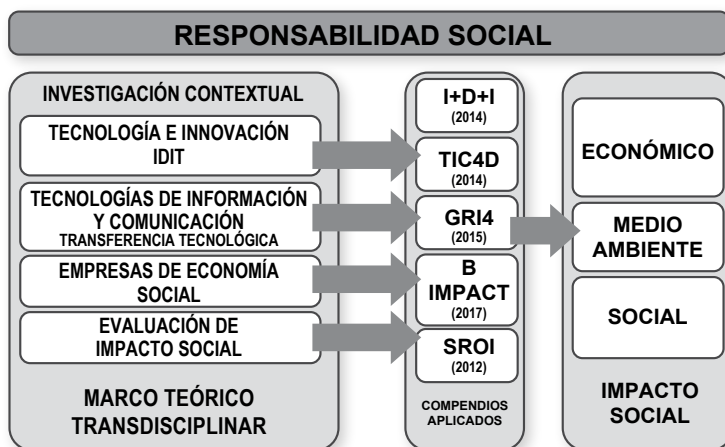 RESPONSABILIDAD SOCIAL
INVESTIGACIÓN CONTEXTUAL
TECNOLOGÍA E INNOVACIÓN
IDIT
TECNOLOGÍAS DE INFORMACIÓN
Y COMUNICACIÓN
TRANSFERENCIA TECNOLÓGICA
EMPRESAS DE ECONOMÍA
SOCIAL
EVALUACIÓN DE
IMPACTO SOCIAL
MARCO TEÓRICO
TRANSDISCIPLINAR
I+D+I
(2014)
TIC4D
(2014)
GRI4
(2015)
B
IMPACT
(2017)
SROI
(2012)
COMPENDIOS
APLICADOS
ECONÓMICO
MEDIO
AMBIENTE
SOCIAL
IMPACTO
SOCIAL